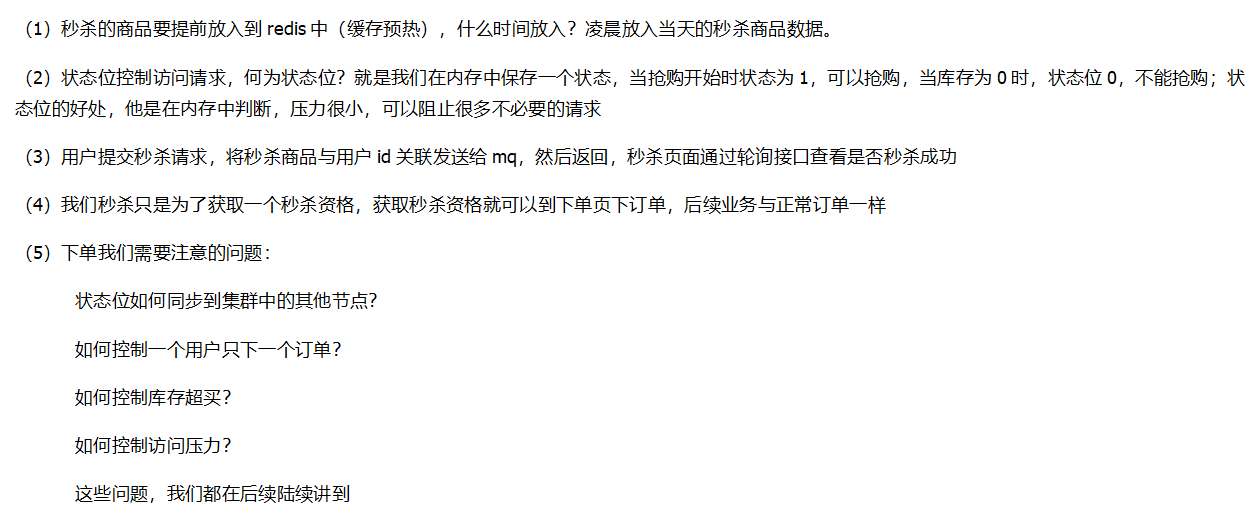 （1）秒杀的商品要提前放入到 redis 中（缓存预热），什么时间放入？凌晨放入当天的秒杀商品数据。
（2）状态位控制访问请求，何为状态位？就是我们在内存中保存一个状态，当抢购开始时状态为 1，可以抢购，当库存为 0 时，状态位 0，不能抢购；状
态位的好处，他是在内存中判断，压力很小，可以阻止很多不必要的请求
（3）用户提交秒杀请求，将秒杀商品与用户 id 关联发送给 mq，然后返回，秒杀页面通过轮询接口查看是否秒杀成功
（4）我们秒杀只是为了获取一个秒杀资格，获取秒杀资格就可以到下单页下订单，后续业务与正常订单一样
（5）下单我们需要注意的问题：
状态位如何同步到集群中的其他节点？
如何控制一个用户只下一个订单？
如何控制库存超买？
如何控制访问压力？
这些问题，我们都在后续陆续讲到